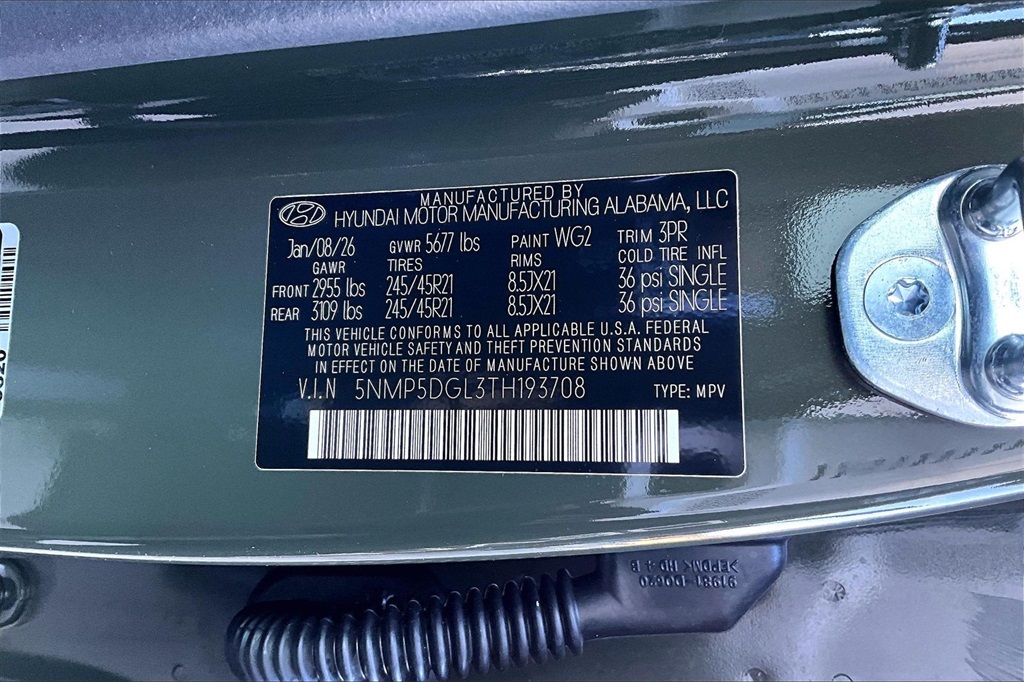 MANUFACTURED BY
HYUNDAI MOTOR MANUFACTURING ALABAMA, LLC
Jan/08/26 GVWR 5677 lbs PAINT WG2 TRIM 3PR
GAWR TIRES RIMS COLD TIRE INFL
FRONT 2955 lbs 245/45R21 8.5JX21 36 psi SINGLE
REAR 3109 lbs 245/45R21 8.5JX21 36 psi SINGLE
THIS VEHICLE CONFORMS TO ALL APPLICABLE U.S.A. FEDERAL
MOTOR VEHICLE SAFETY AND THEFT PREVENTION STANDARDS
IN EFFECT ON THE DATE OF MANUFACTURE SHOWN ABOVE
V.I.N 5NMP5DGL3TH193708 TYPE: MPV